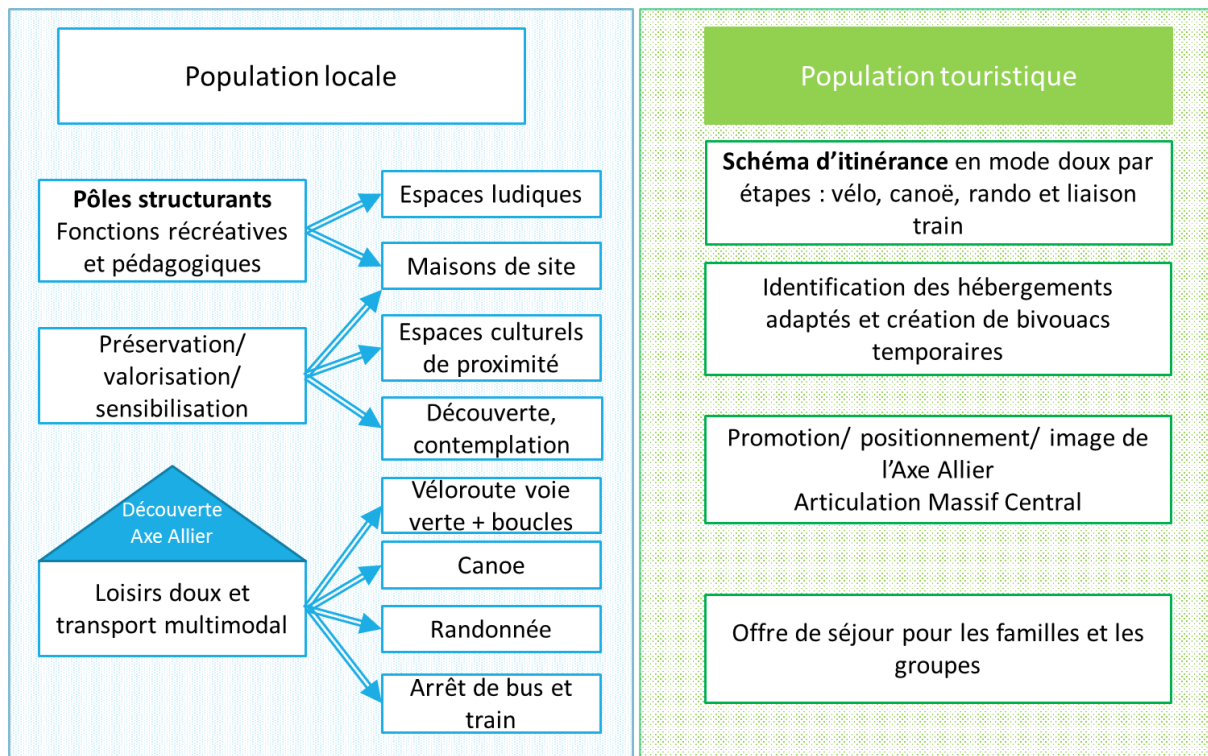 Population locale
Pôles structurants
Fonctions récréatives
et pédagogiques
Préservation/
valorisation/
sensibilisation
Découverte
Axe Allier
Loisirs doux et
transport multimodal
Espaces ludiques
Maisons de site
Espaces culturels
de proximité
Découverte,
contemplation
Véloroute voie
verte + boucles
Canoe
Randonnée
Arrêt de bus et
train
Population touristique
Schéma d’itinérance en mode doux par
étapes : vélo, canoë, rando et liaison
train
Identification des hébergements
adaptés et création de bivouacs
temporaires
Promotion/ positionnement/ image de
l’Axe Allier
Articulation Massif Central
Offre de séjour pour les familles et les
groupes